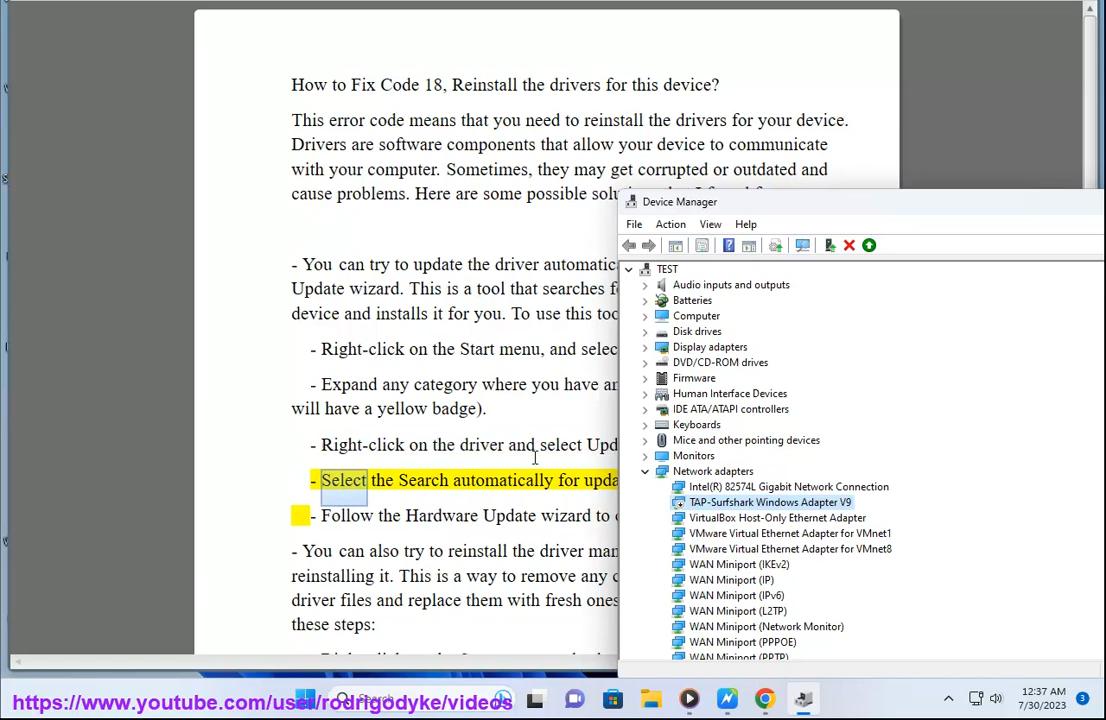 How to Fix Code 18, Reinstall the drivers for this device?
This error code means that you need to reinstall the drivers for your device.
Drivers are software components that allow your device to communicate
with your computer. Sometimes, they may get corrupted or outdated and
cause problems. Here are some possible
- You can try to update the driver
Update wizard. This is a tool that searches
device and installs it for you. To use this
- Right-click on the Start menu, and
- Expand any category where you have
will have a yellow badge).
- Right-click on the driver and select
- Select the Search automatically for
- Follow the Hardware Update wizard to
- You can also try to reinstall the driver
reinstalling it. This is a way to remove any
driver files and replace them with fresh ones
these steps:
Device Manager
File Action View Help
TEST
Audio inputs and outputs
Batteries
Computer
Disk drives
Display adapters
DVD/CD-ROM drives
Firmware
Human Interface Devices
IDE ATA/ATAPI controllers
Keyboards
Mice and other pointing devices
Monitors
Network adapters
Intel(R) 82574L Gigabit Network Connection
TAP-Surfshark Windows Adapter V9
VirtualBox Host-Only Ethernet Adapter
VMware Virtual Ethernet Adapter for VMnet1
VMware Virtual Ethernet Adapter for VMnet8
WAN Miniport (IKEv2)
WAN Miniport (IP)
WAN Miniport (IPv6)
WAN Miniport (L2TP)
WAN Miniport (Network Monitor)
WAN Miniport (PPPOE)
WAN Miniport (PPTP)
https://www.youtube.com/user/rodrigodyke/videos
Search
12:37 AM
7/30/2023
3